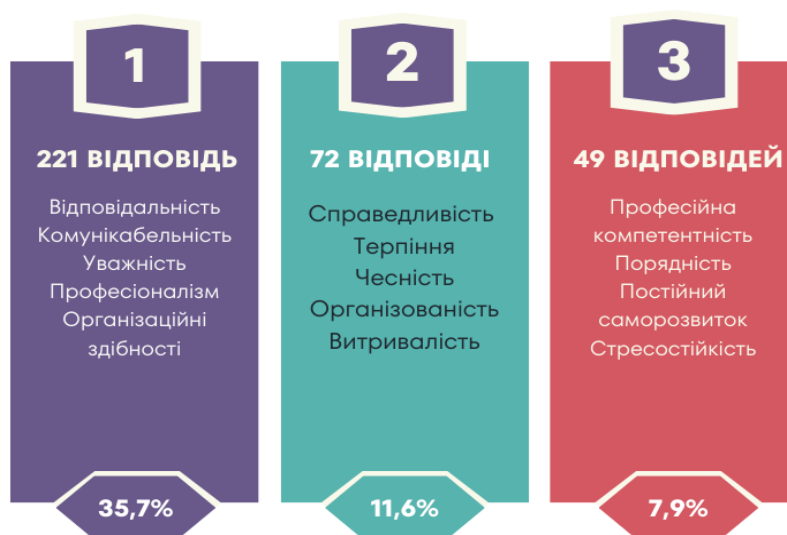 1
221 ВІДПОВІДЬ
Відповідальність
Комунікабельність
Уважність
Професіоналізм
Організаційні
здібності
35,7%
2
72 ВІДПОВІДІ
Справедливість
Терпіння
Чесність
Організованість
Витривалість
11,6%
3
49 ВІДПОВІДЕЙ
Професійна
компетентність
Порядність
Постійний
саморозвиток
Стресостійкість
7,9%